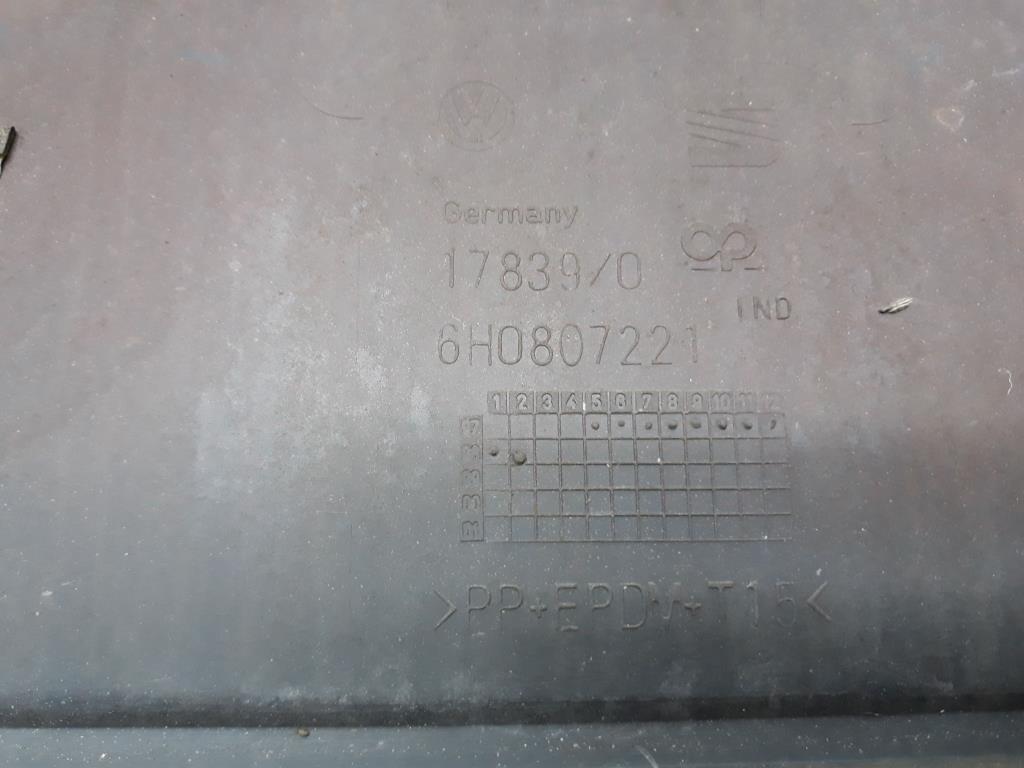 Germany
17839/0
IND
6H0807221
1 2 3 4 5 6 7 8 9 10 11 12
>PP+EPDM+T15<